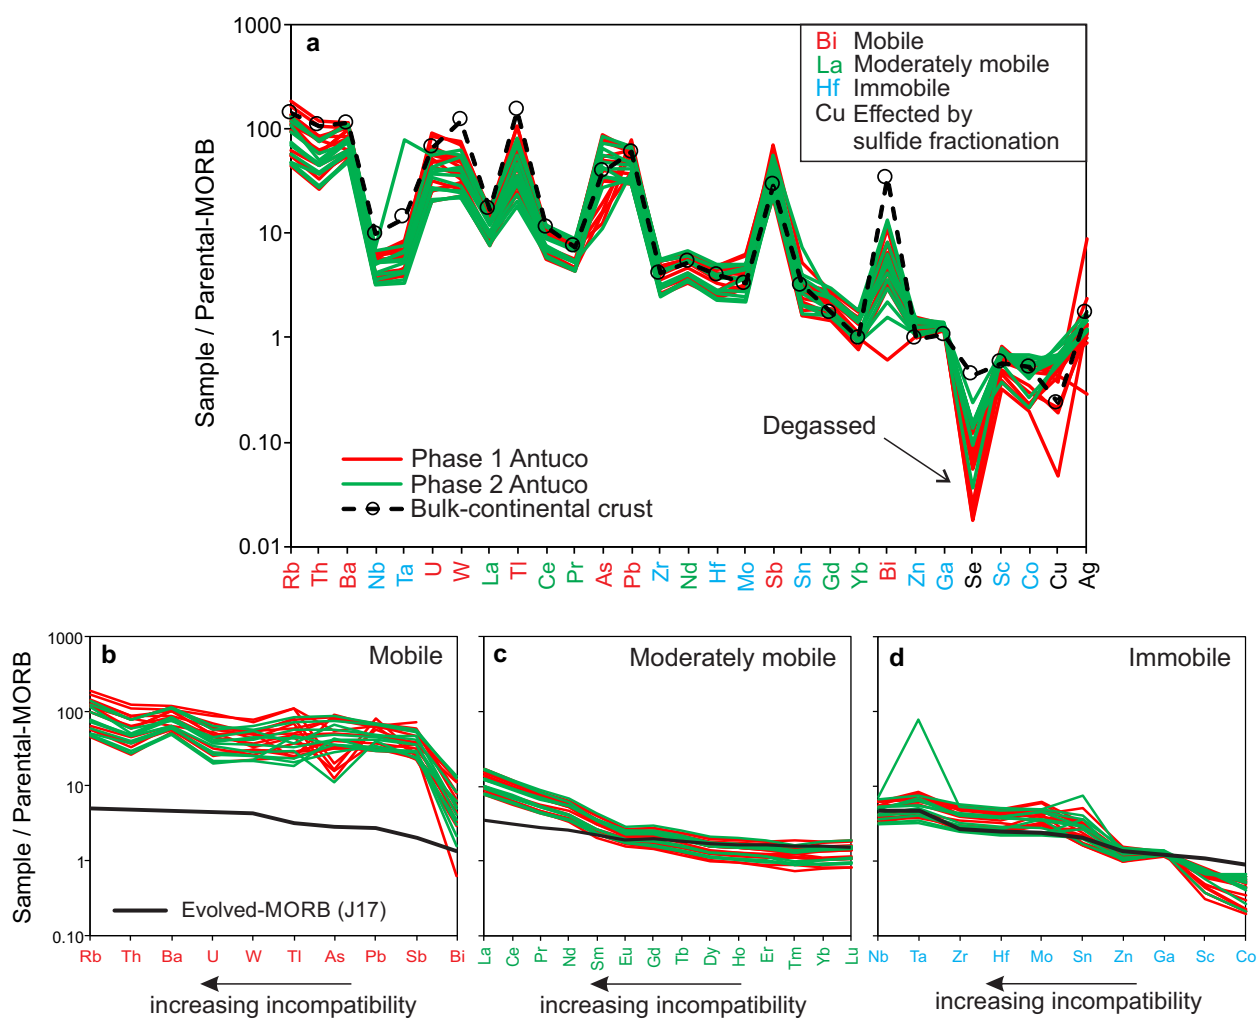 a
1000
100
10
1
0.10
0.01
Sample / Parental-MORB
Bi Mobile
La Moderately mobile
Hf Immobile
Cu Effected by
sulfide fractionation
Degassed
Phase 1 Antuco
Phase 2 Antuco
Bulk-continental crust
Rb Th Ba Nb Ta U W La Tl Ce Pr As Pb Zr Nd Hf Mo Sb Sn Gd Yb Bi Zn Ga Se Sc Co Cu Ag
b
Mobile
1000
100
10
1
0.10
Sample / Parental-MORB
Evolved-MORB (J17)
Rb Th Ba U W Tl As Pb Sb Bi
increasing incompatibility
c
Moderately mobile
La Ce Pr Nd Sm Eu Gd Tb Dy Ho Er Tm Yb Lu
increasing incompatibility
d
Immobile
Nb Ta Zr Hf Mo Sn Zn Ga Sc Co
increasing incompatibility